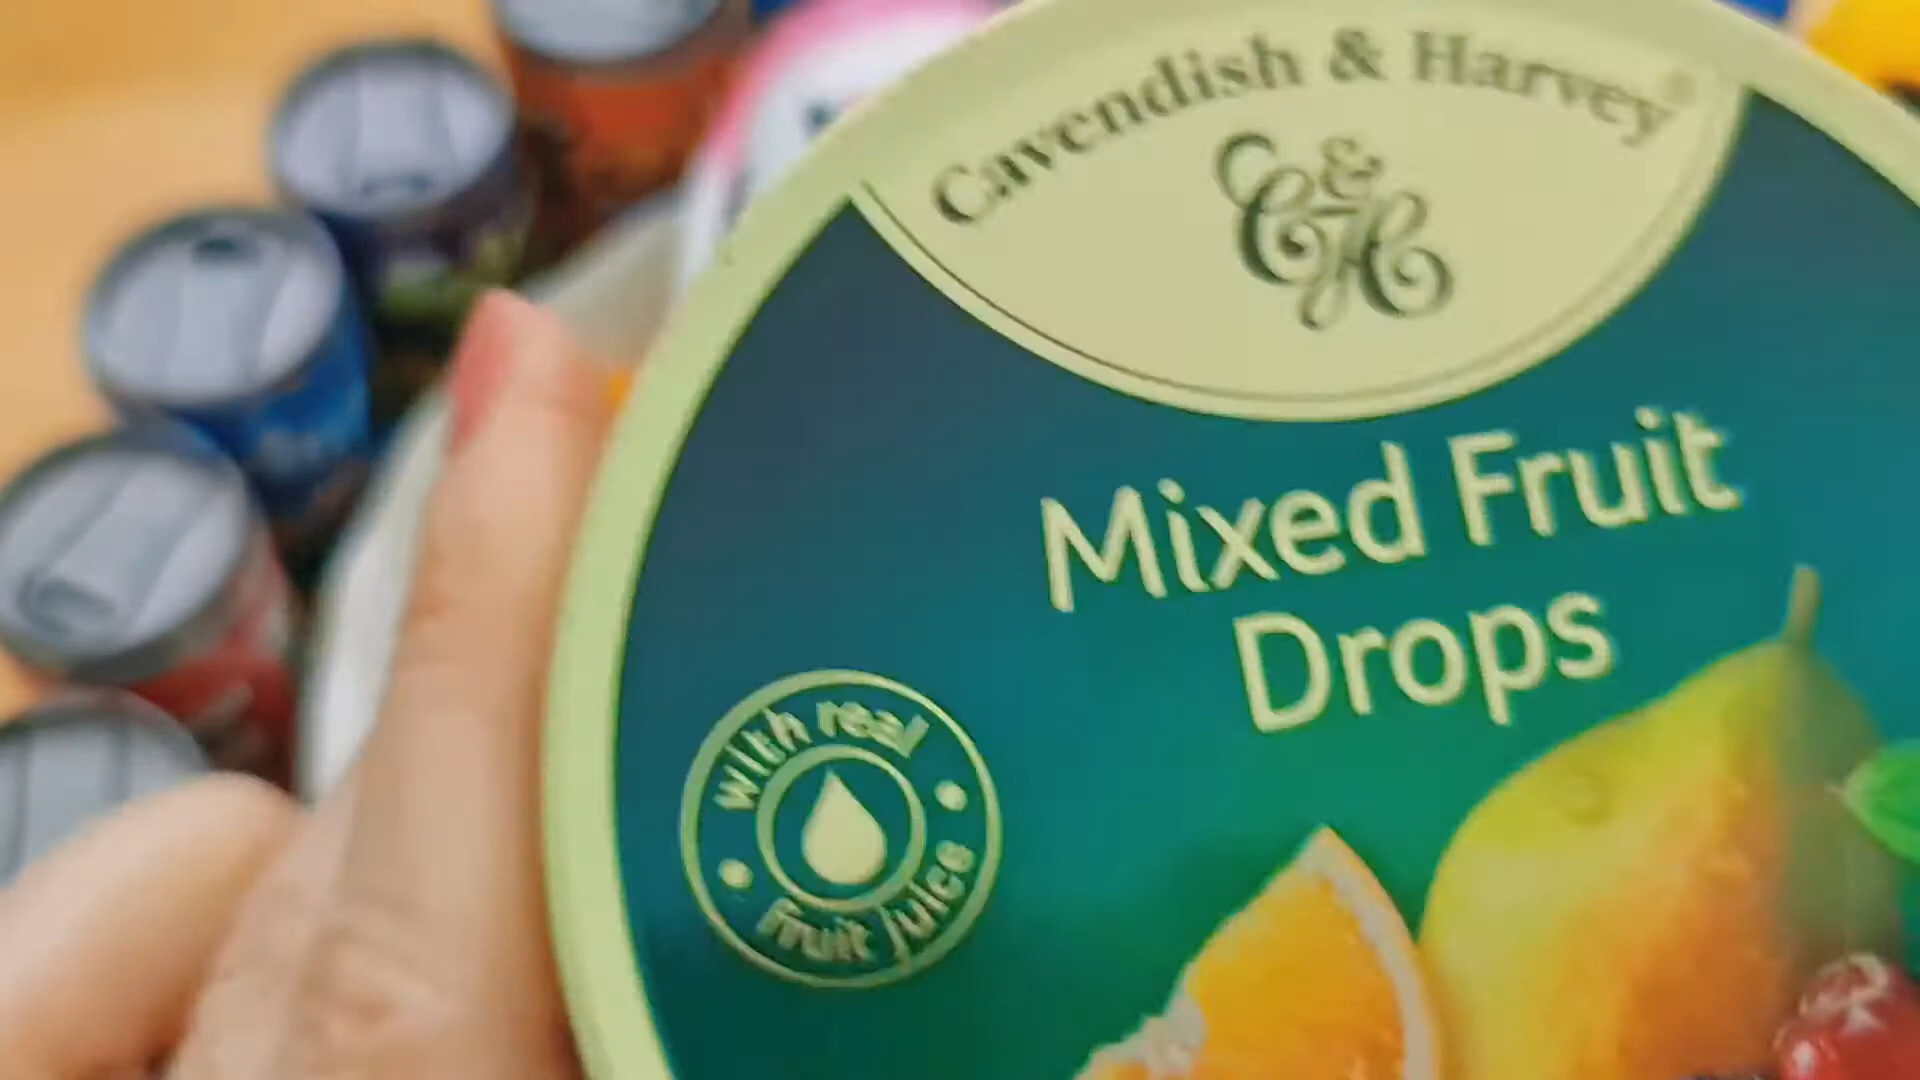 Cavendish & Harvey
C&H
Mixed Fruit
Drops
with real
fruit juice